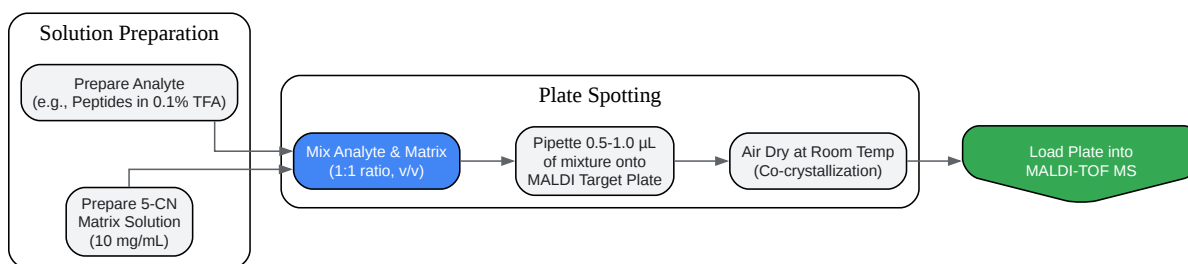 Solution Preparation
Prepare Analyte
(e.g., Peptides in 0.1% TFA)
Prepare 5-CN
Matrix Solution
(10 mg/mL)
Plate Spotting
Mix Analyte & Matrix
(1:1 ratio, v/v)
Pipette 0.5-1.0 µL
of mixture onto
MALDI Target Plate
Air Dry at Room Temp
(Co-crystallization)
Load Plate into
MALDI-TOF MS